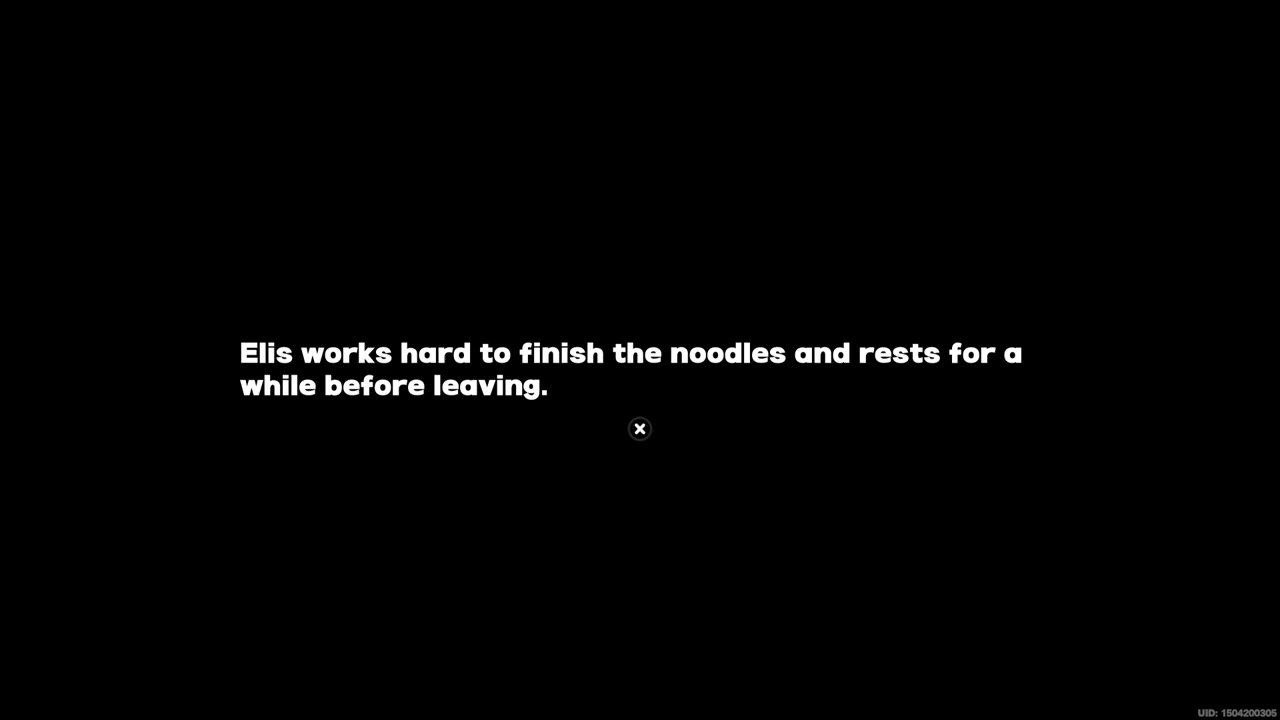 Elis works hard to finish the noodles and rests for a
while before leaving.
UID: 1504200305